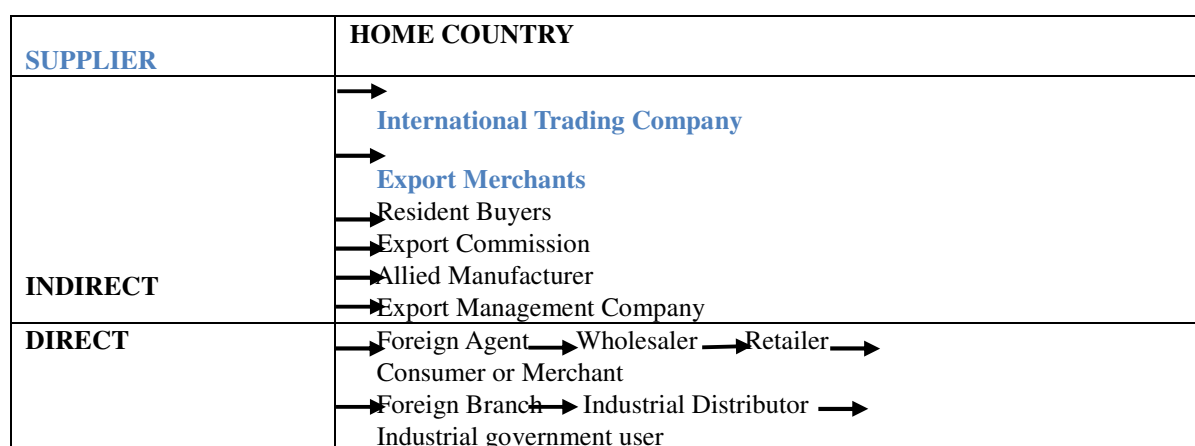 SUPPLIER
HOME COUNTRY
INDIRECT
International Trading Company
Export Merchants
Resident Buyers
Export Commission
Allied Manufacturer
Export Management Company
DIRECT
Foreign Agent Wholesaler Retailer
Consumer or Merchant
Foreign Branch Industrial Distributor
Industrial government user